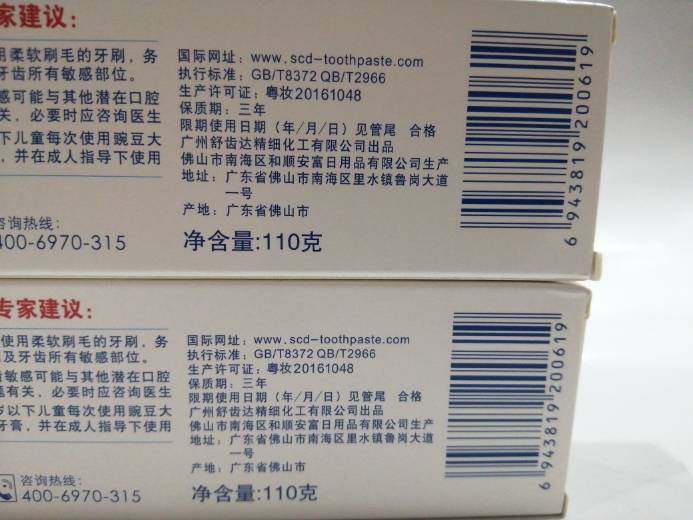 家建议：
用柔软刷毛的牙刷，务
牙齿所有敏感部位。
感可能与其他潜在口腔
关，必要时应咨询医生
下儿童每次使用豌豆大
，并在成人指导下使用
咨询热线：
400-6970-315
国际网址：www.scd-toothpaste.com
执行标准：GB/T8372 QB/T2966
生产许可证：粤妆20161048
保质期：三年
限期使用日期（年/月/日）见管尾 合格
广州舒齿达精细化工有限公司出品
佛山市南海区和顺安富日用品有限公司生产
地址：广东省佛山市南海区里水镇鲁岗大道
一号
产地：广东省佛山市
净含量:110克
6 943819 200619
专家建议：
使用柔软刷毛的牙刷，务
及牙齿所有敏感部位。
敏感可能与其他潜在口腔
有关，必要时应咨询医生
岁以下儿童每次使用豌豆大
牙膏，并在成人指导下使用
咨询热线：
400-6970-315
国际网址：www.scd-toothpaste.com
执行标准：GB/T8372 QB/T2966
生产许可证：粤妆20161048
保质期：三年
限期使用日期（年/月/日）见管尾 合格
广州舒齿达精细化工有限公司出品
佛山市南海区和顺安富日用品有限公司生产
地址：广东省佛山市南海区里水镇鲁岗大道
一号
产地：广东省佛山市
净含量:110克
6 943819 200619